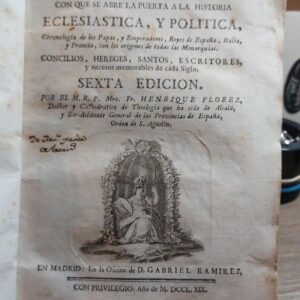 CON QUE SE ABRE LA PUERTA A LA HISTORIA
ECLESIASTICA, Y POLITICA,
Chronologia de los Papas, y Emperadores, Reyes de España, Italia,
y Francia, con los origenes de todas las Monarquias.
CONCILIOS, HEREGES, SANTOS, ESCRITORES,
y sucesos memorables de cada Siglo.
SEXTA EDICION,
POR EL M. R. P. Mro. Fr. HENRIQUE FLOREZ,
Doctor y Cathedratico de Theologia que ha sido de Alcalá,
y Ex-Asistente General de las Provincias de España,
Orden de S. Agustin.
EN MADRID: En la Oficina de D. GABRIEL RAMIREZ,
CON PRIVILEGIO: Año de M. DCCL. XIX.